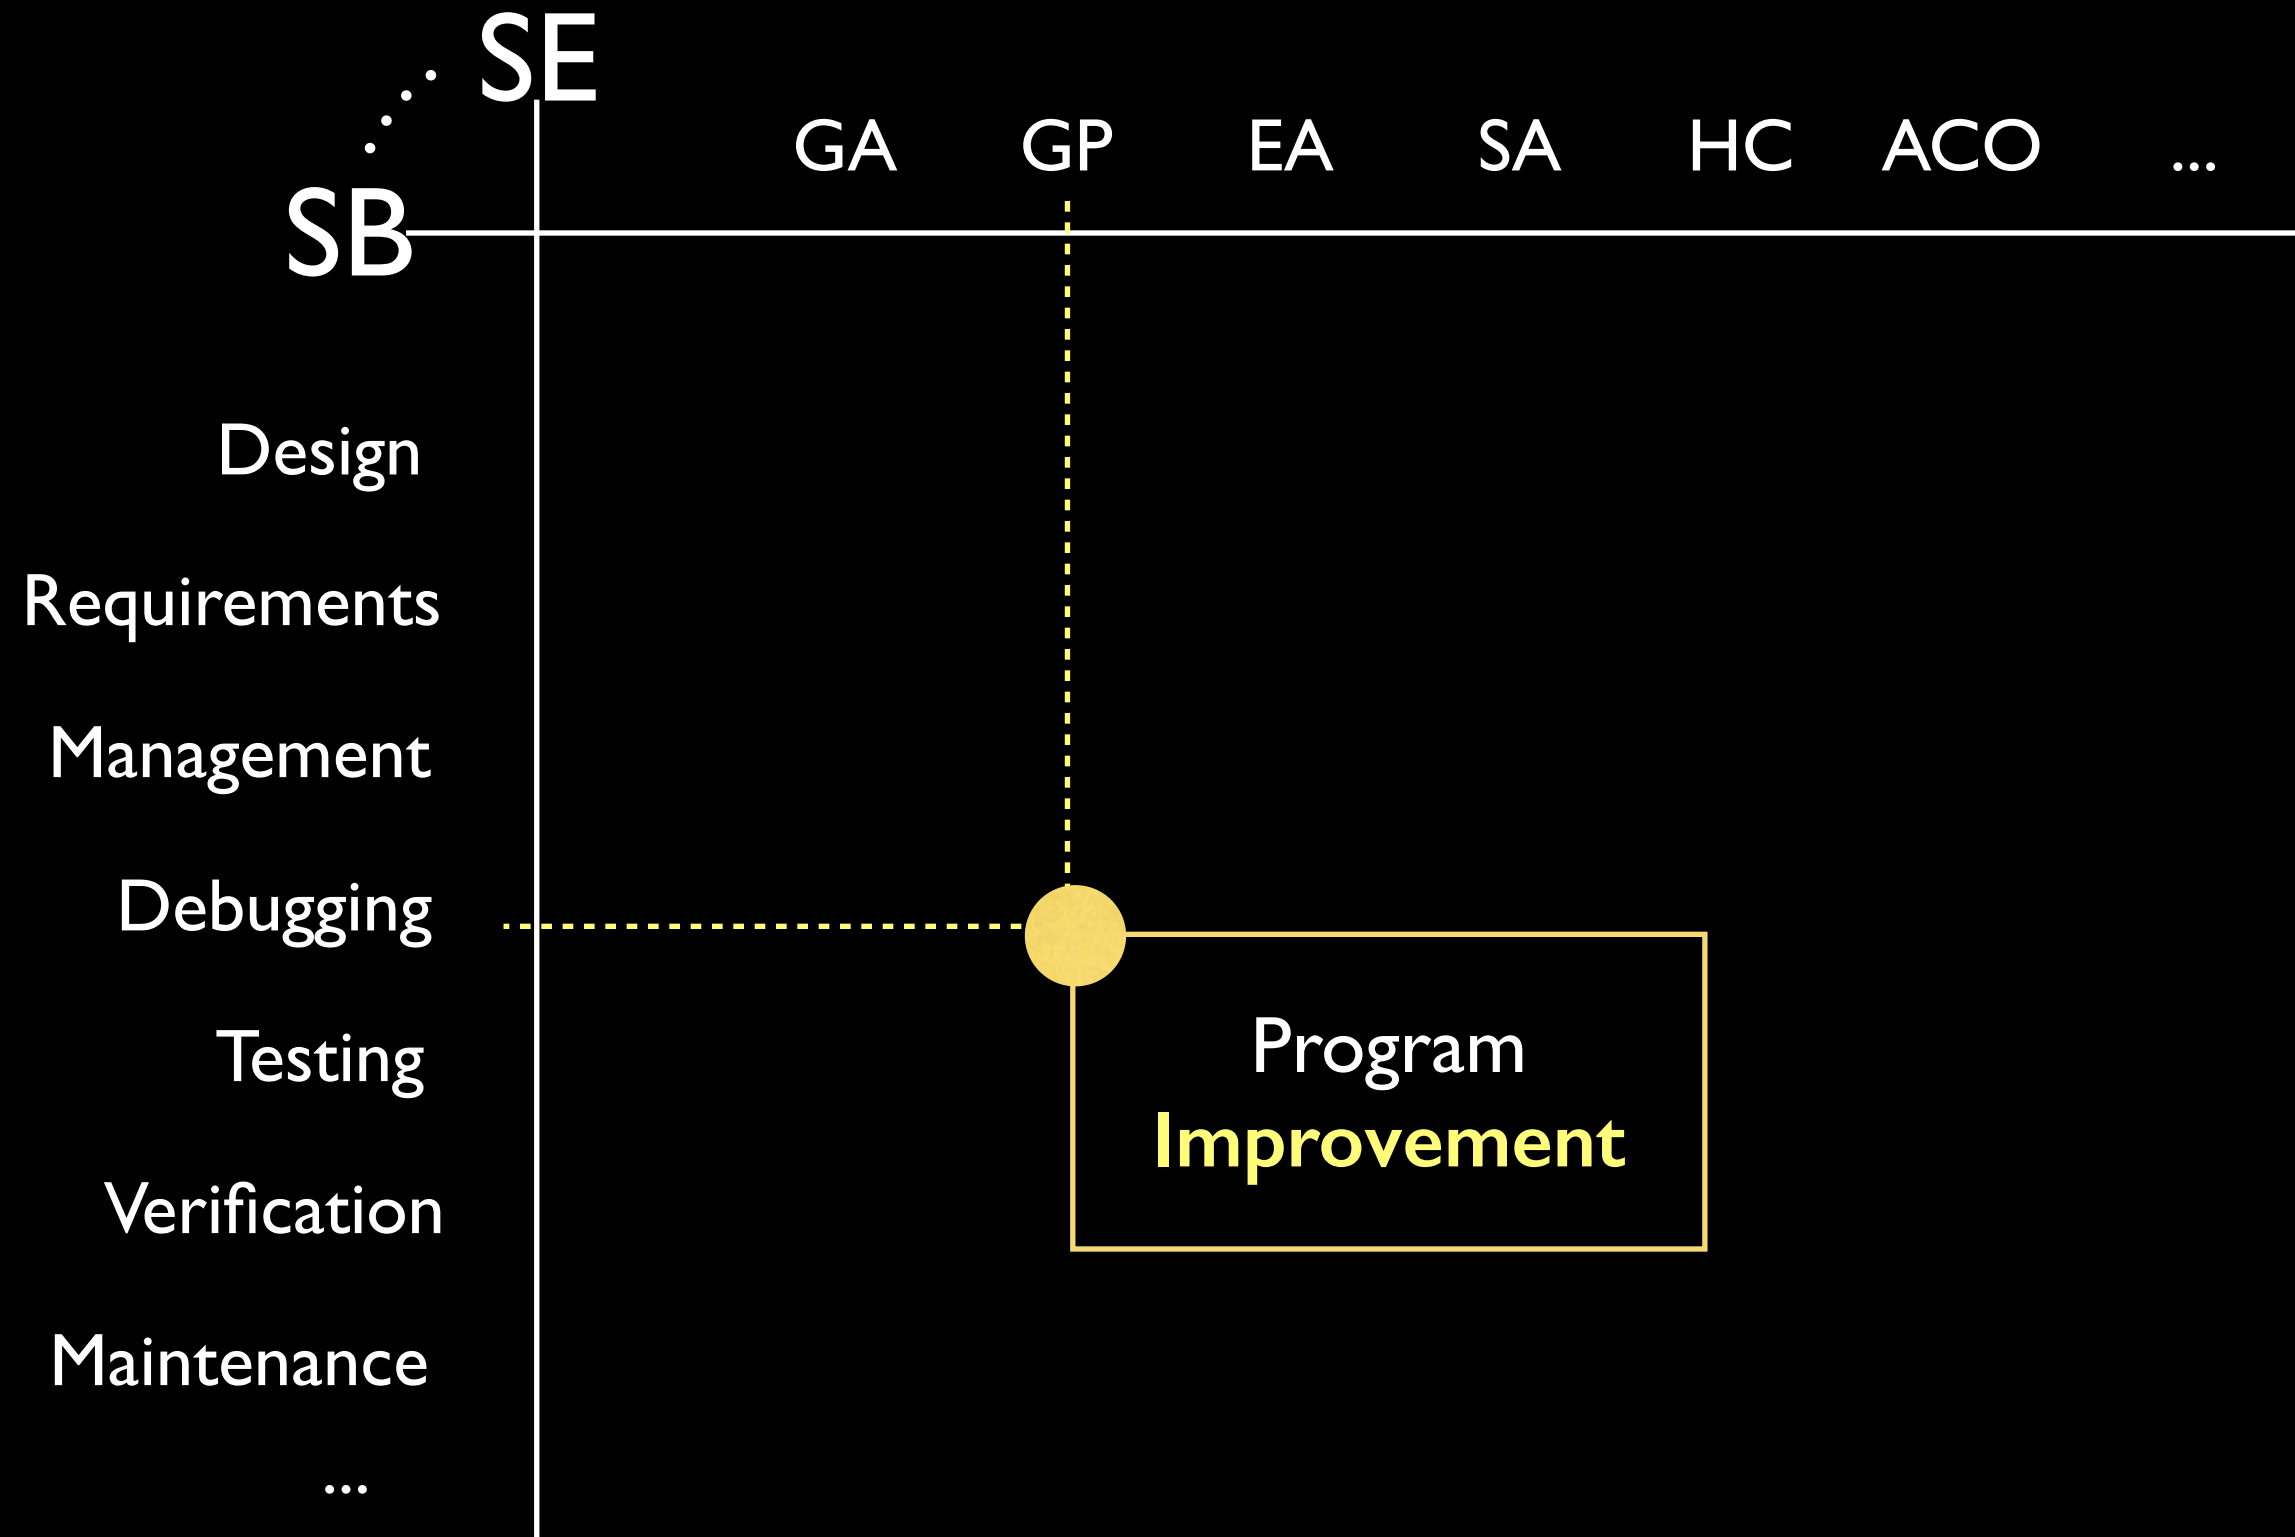 SE
GA GP EA SA HC ACO ...
SB
Design
Requirements
Management
Debugging
Program
Improvement
Testing
Verification
Maintenance
...